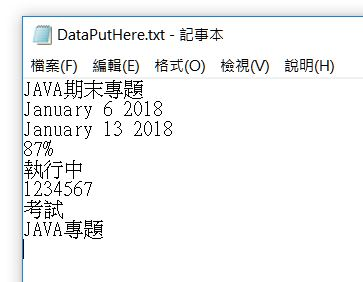 DataPutHere.txt - 記事本
檔案(F) 編輯(E) 格式(O) 檢視(V) 說明(H)
JAVA期末專題
January 6 2018
January 13 2018
87%
執行中
1234567
考試
JAVA專題